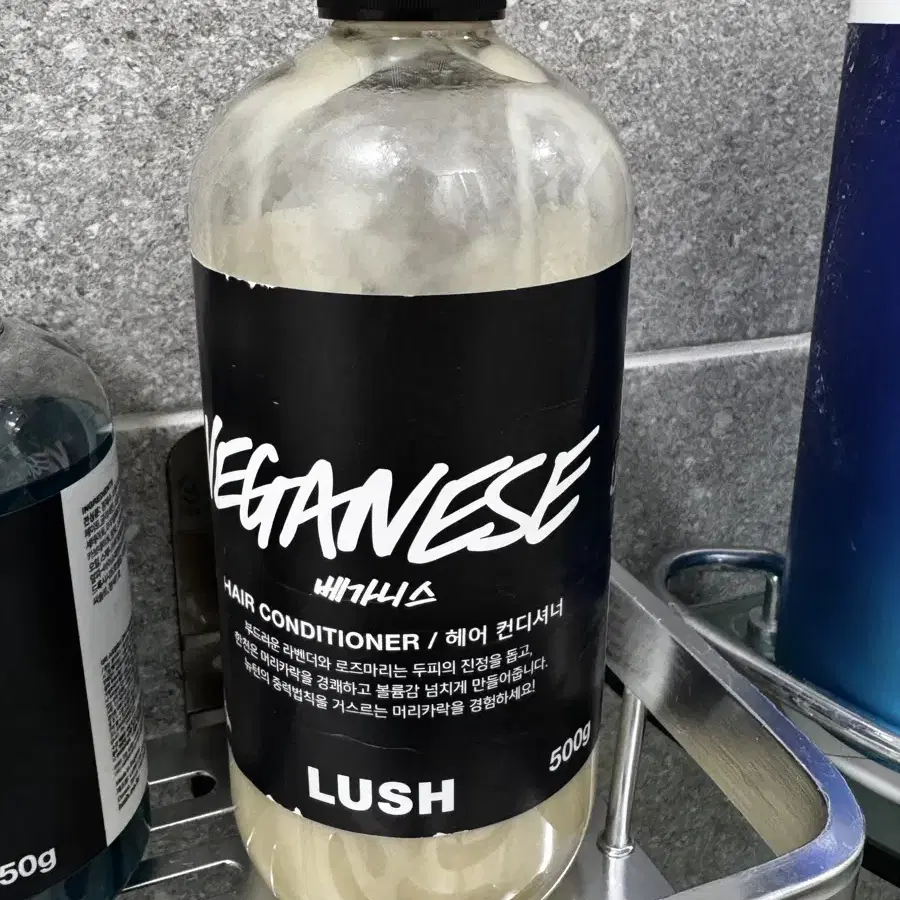 VEGANESE
베가니스
HAIR CONDITIONER / 헤어 컨디셔너
부드러운 라벤더와 로즈마리는 두피의 진정을 돕고,
한천은 머리카락을 경쾌하고 볼륨감 넘치게 만들어줍니다.
뉴턴의 중력법칙을 거스르는 머리카락을 경험하세요!
500g
LUSH
50g